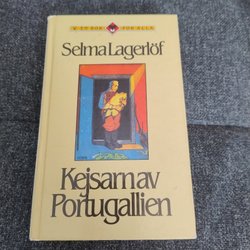 EN BOK FÖR ALLA
Selma Lagerlöf
Kejsarn av
Portugallien